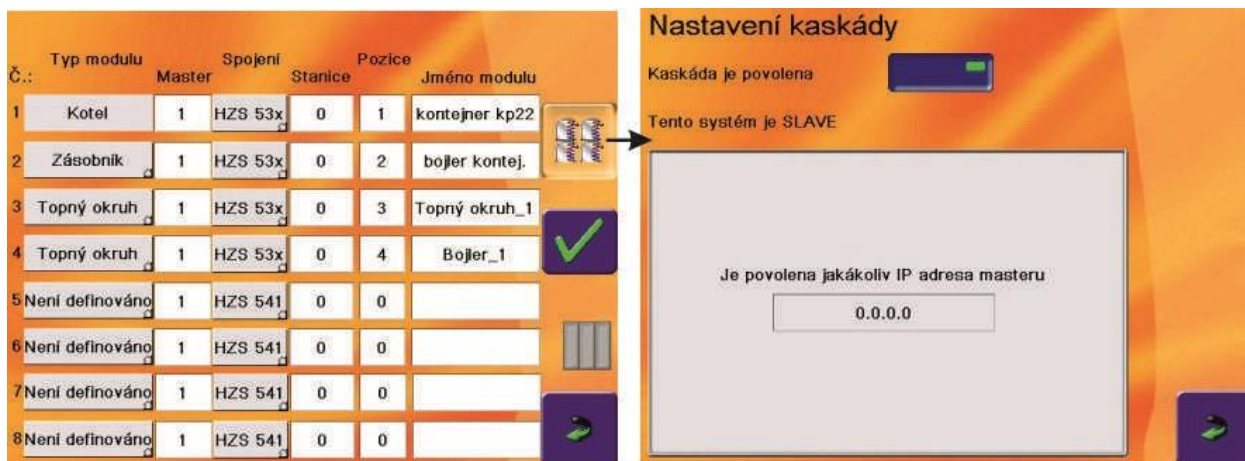 Č.: Typ modulu Master Spojení Stanice Pozice Jméno modulu
1 Kotel 1 HZS 53x 0 1 kontejner kp22
2 Zásobník 1 HZS 53x 0 2 bojler kontej.
3 Topný okruh 1 HZS 53x 0 3 Topný okruh_1
4 Topný okruh 1 HZS 53x 0 4 Bojler_1
5 Není definováno 1 HZS 541 0 0
6 Není definováno 1 HZS 541 0 0
7 Není definováno 1 HZS 541 0 0
8 Není definováno 1 HZS 541 0 0
Nastavení kaskády
Kaskáda je povolena
Tento systém je SLAVE
Je povolena jakákoliv IP adresa masteru
0.0.0.0